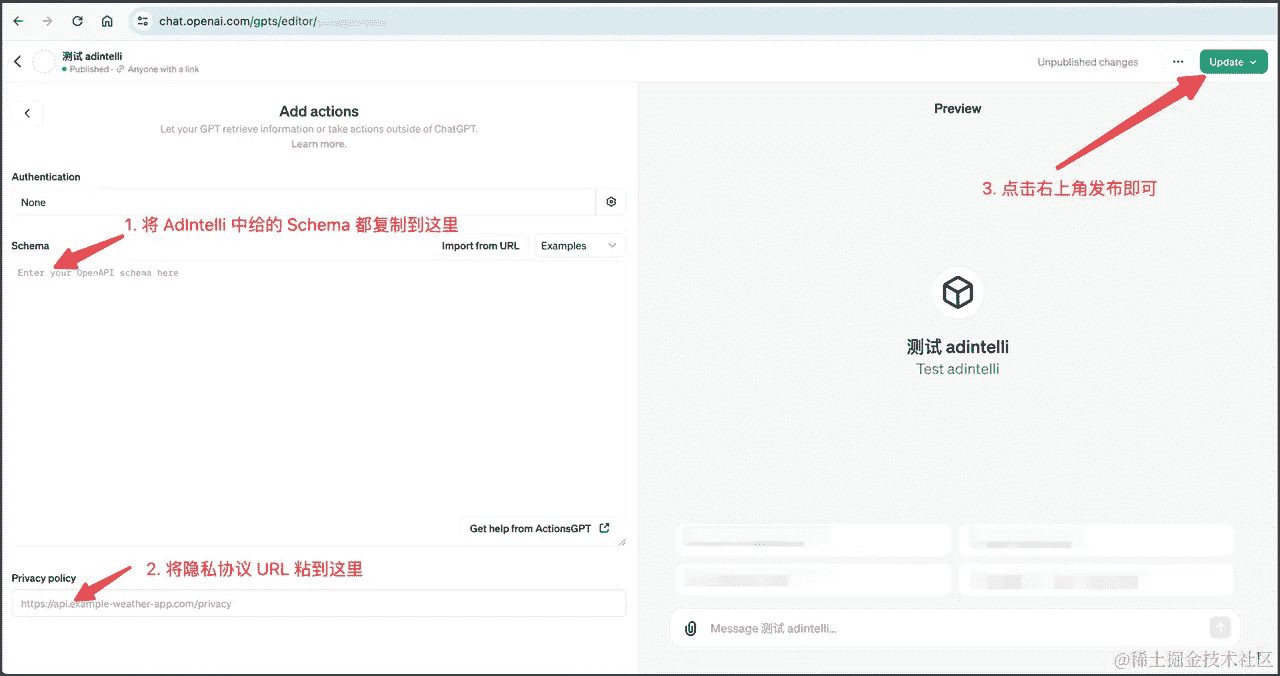 chat.openai.com/gpts/editor/
测试 adintelli
Published · Anyone with a link
Unpublished changes
Update
Add actions
Let your GPT retrieve information or take actions outside of ChatGPT.
Learn more.
Authentication
None
1. 将 AdIntelli 中给的 Schema 都复制到这里
Schema
Import from URL
Examples
Enter your OpenAPI schema here
Get help from ActionsGPT
2. 将隐私协议 URL 粘到这里
Privacy policy
https://api.example-weather-app.com/privacy
Preview
3. 点击右上角发布即可
测试 adintelli
Test adintelli
Message 测试 adintelli...
@稀土掘金技术社区